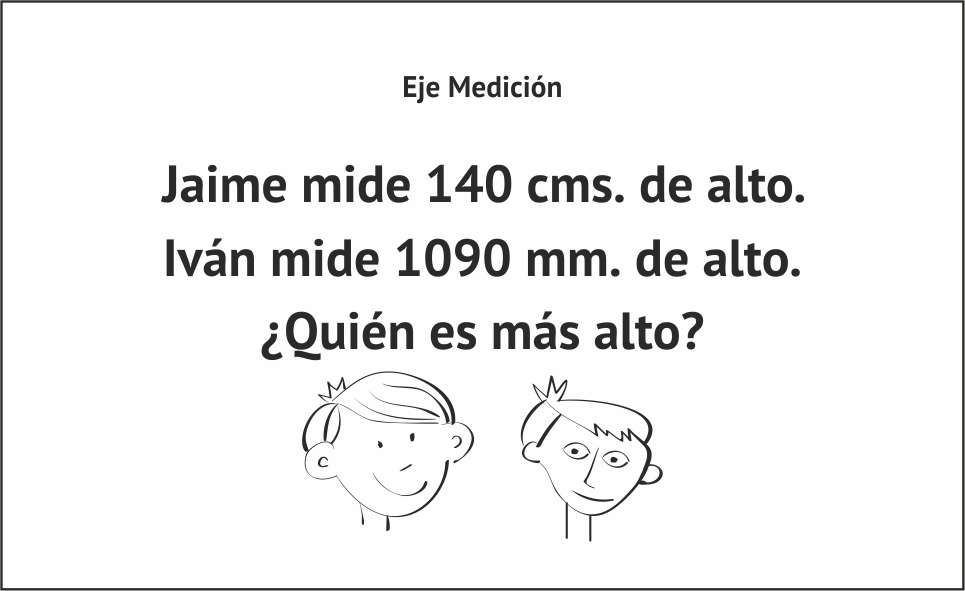 Eje Medición
Jaime mide 140 cms. de alto.
Iván mide 1090 mm. de alto.
¿Quién es más alto?